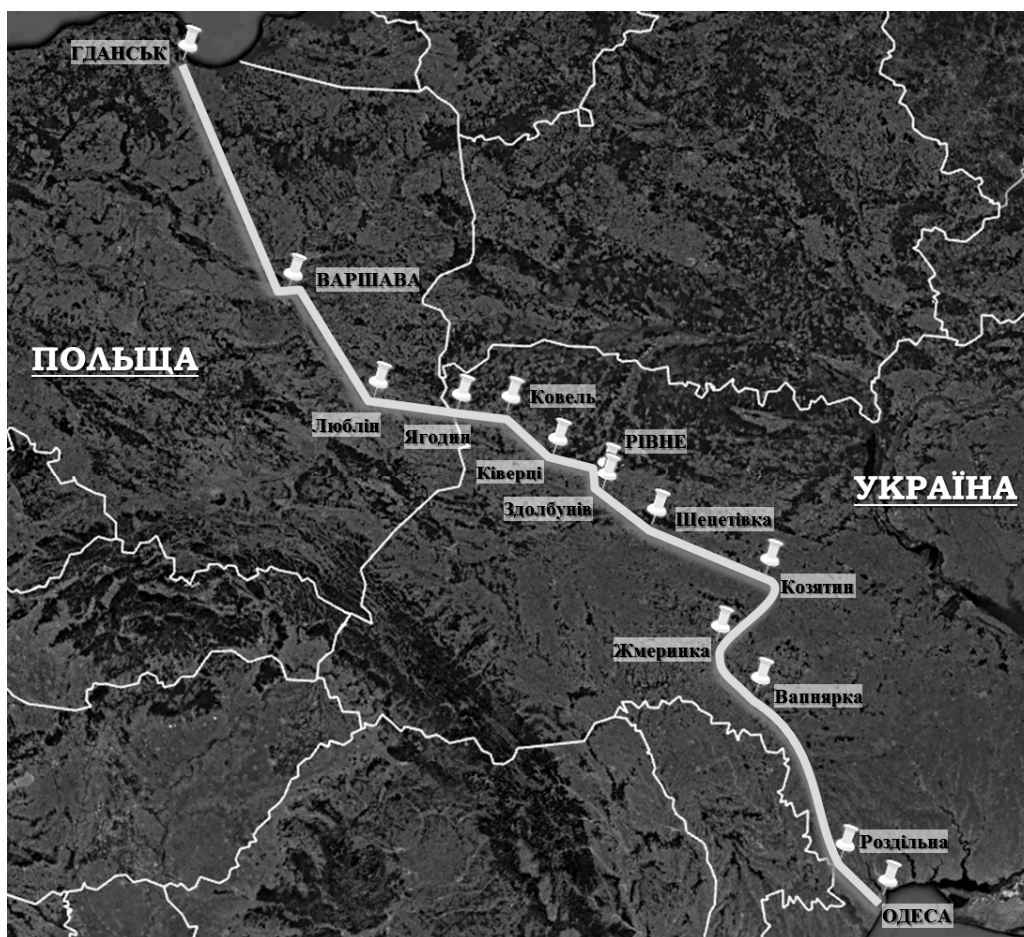 ГДАНСЬК
ВАРШАВА
ПОЛЬЩА
Люблін
Ягодин
Ковель
Ківерці
РІВНЕ
Здолбунів
УКРАЇНА
Шепетівка
Козятин
Жмеринка
Вапнярка
Роздільна
ОДЕСА